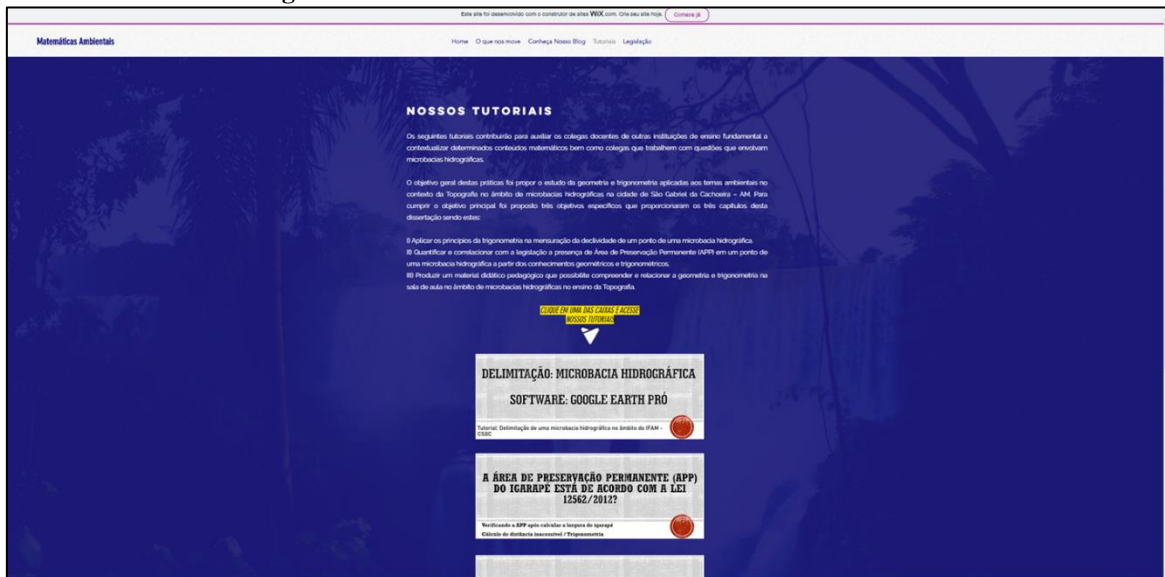 Este site foi desenvolvido com o construtor de sites WiX.com. Crie seu site hoje. Comece já
Matemáticas Ambientais
Home O que nos move Conheça Nosso Blog Tutoriais Legislação
NOSSOS TUTORIAIS
Os seguintes tutoriais contribuirão para auxiliar os colegas docentes de outras instituições de ensino fundamental a
contextualizar determinados conteúdos matemáticos bem como colegas que trabalhem com questões que envolvam
microbacias hidrográficas.
O objetivo geral destas práticas foi propor o estudo da geometria e trigonometria aplicadas aos temas ambientais no
contexto da Topografia no âmbito de microbacias hidrográficas na cidade de São Gabriel da Cachoeira – AM. Para
cumprir o objetivo principal foi proposto três objetivos específicos que proporcionaram os três capítulos desta
dissertação sendo estes:
I) Aplicar os princípios da trigonometria na mensuração da declividade de um ponto de uma microbacia hidrográfica.
II) Quantificar e correlacionar com a legislação a presença de Área de Preservação Permanente (APP) em um ponto de
uma microbacia hidrográfica a partir dos conhecimentos geométricos e trigonométricos.
III) Produzir um material didático pedagógico que possibilite compreender e relacionar a geometria e trigonometria na
sala de aula no âmbito de microbacias hidrográficas no ensino da Topografia.
CLIQUE EM UMA DAS CAIXAS E ACESSE
NOSSOS TUTORIAIS
DELIMITAÇÃO: MICROBACIA HIDROGRÁFICA
SOFTWARE: GOOGLE EARTH PRÓ
Tutorial: Delimitação de uma microbacia hidrográfica no âmbito do IFAM -
CSGC
A ÁREA DE PRESERVAÇÃO PERMANENTE (APP)
DO IGARAPÉ ESTÁ DE ACORDO COM A LEI
12562/2012?
Verificando a APP após calcular a largura do igarapé
Cálculo de distância inacessível / Trigonometria